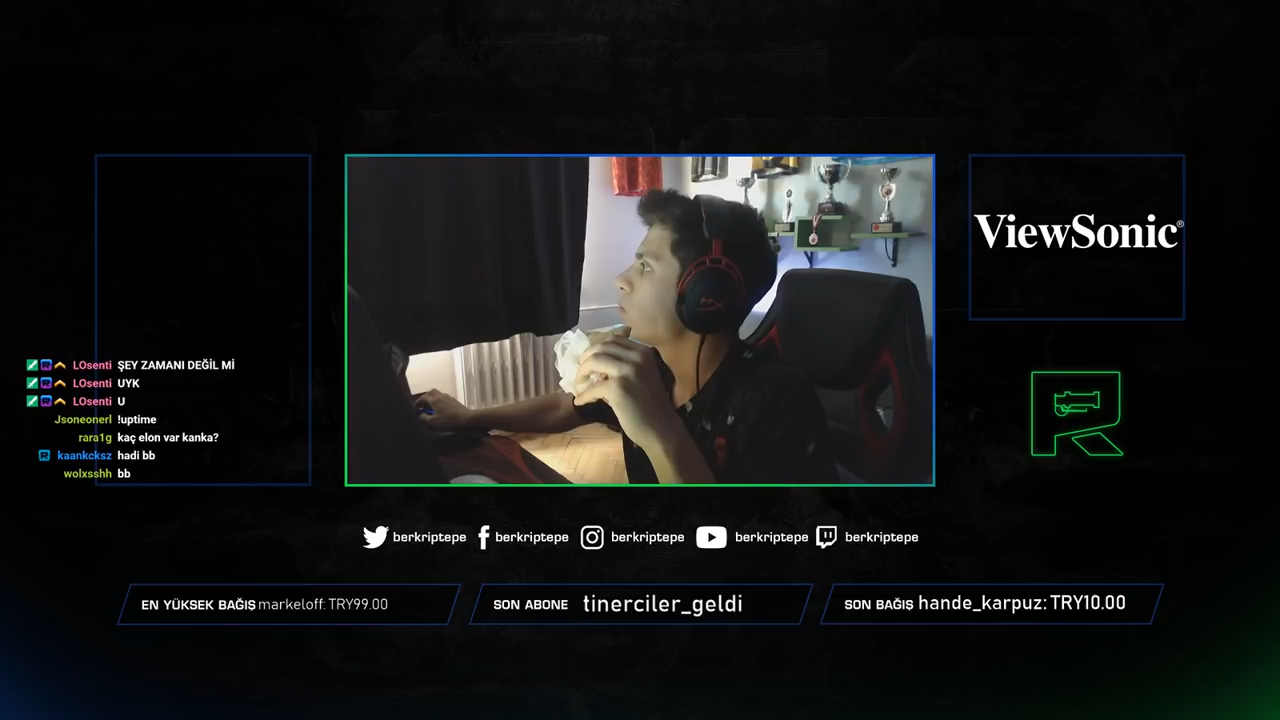 ViewSonic®
LOsenti ŞEY ZAMANI DEĞİL Mİ
LOsenti UYK
LOsenti U
Jsoneonerl !uptime
rara1g kaç elon var kanka?
kaankcksz hadi bb
wolxsshh bb
berkriptepe berkriptepe berkriptepe berkriptepe berkriptepe
EN YÜKSEK BAĞIŞ markeloff: TRY99.00
SON ABONE tinerciler_geldi
SON BAĞIŞ hande_karpuz: TRY10.00